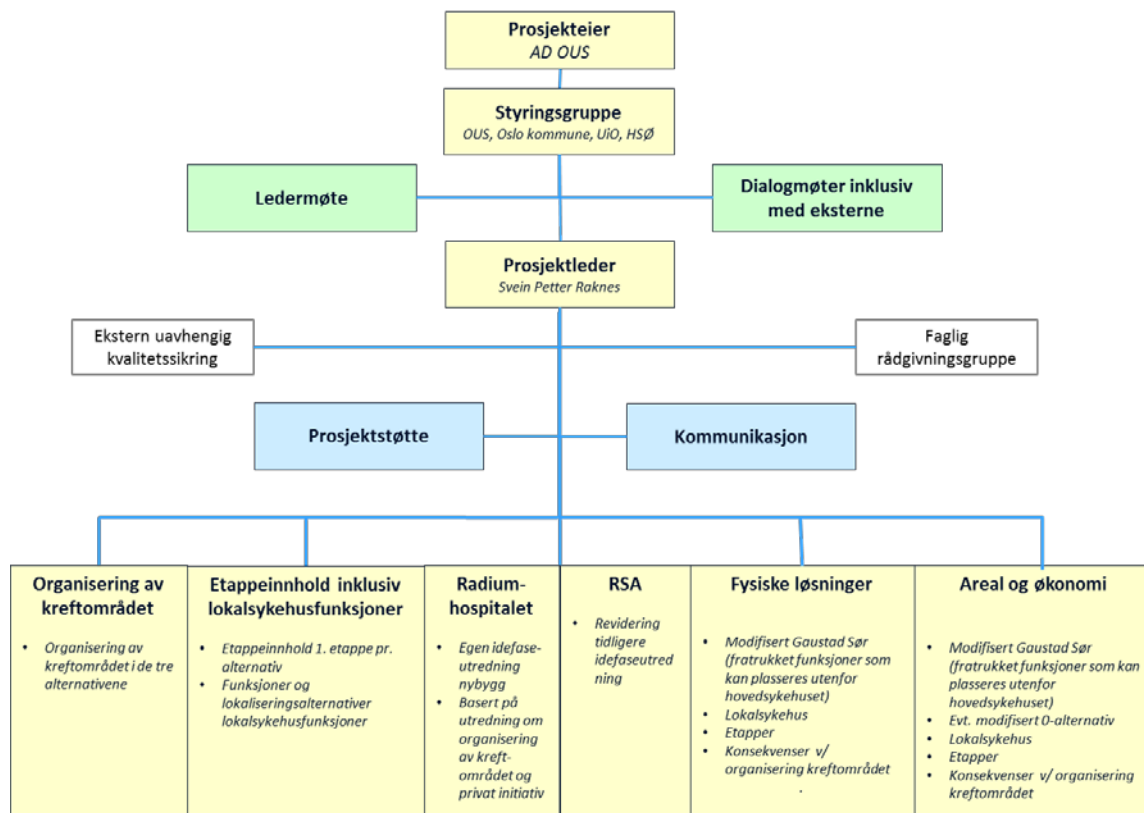 Prosjekteier
AD OUS
Styringsgruppe
OUS, Oslo kommune, UiO, HSØ
Ledermøte
Dialogmøter inklusiv
med eksterne
Prosjektleder
Svein Petter Raknes
Ekstern uavhengig
kvalitetssikring
Faglig
rådgivningsgruppe
Prosjektstøtte
Kommunikasjon
Organisering av
kreftområdet
• Organisering av
kreftområdet i de tre
alternativene
Etappeinnhold inklusiv
lokalsykehusfunksjoner
• Etappeinnhold 1. etappe pr.
alternativ
• Funksjoner og
lokaliseringsalternativer
lokalsykehusfunksjoner
Radium-
hospitalet
• Egen idefase-
utredning
nybygg
• Basert på
utredning om
organisering
av kreft-
området og
privat initiativ
RSA
• Revidering
tidligere
idefaseutred
ning
Fysiske løsninger
• Modifisert Gaustad Sør
(fratrukket funksjoner som
kan plasseres utenfor
hovedsykehuset)
• Lokalsykehus
• Etapper
• Konsekvenser v/
organisering kreftområdet
.
Areal og økonomi
• Modifisert Gaustad Sør
(fratrukket funksjoner som kan
plasseres utenfor
hovedsykehuset)
• Evt. modifisert 0-alternativ
• Lokalsykehus
• Etapper
• Konsekvenser v/ organisering
kreftområdet